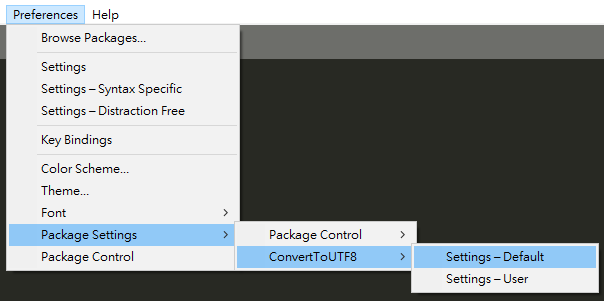 Preferences Help
Browse Packages...
Settings
Settings – Syntax Specific
Settings – Distraction Free
Key Bindings
Color Scheme...
Theme...
Font
Package Settings
Package Control
Package Control
ConvertToUTF8
Settings – Default
Settings – User